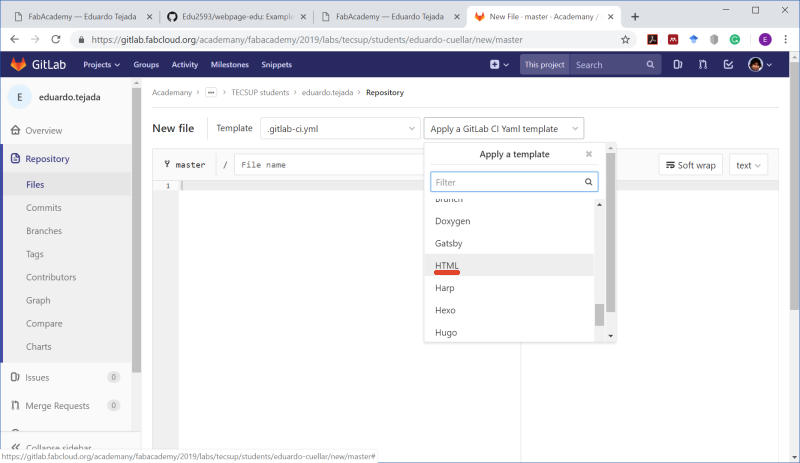 FabAcademy — Eduardo Tejada
Edu2593/webpage-edu: Example
FabAcademy — Eduardo Tejada
New File · master · Academany /
https://gitlab.fabcloud.org/academany/fabacademy/2019/labs/tecsup/students/eduardo-cuellar/new/master
E
GitLab
Projects
Groups
Activity
Milestones
Snippets
This project
Search
E
eduardo.tejada
Overview
Repository
Files
Commits
Branches
Tags
Contributors
Graph
Compare
Charts
Issues
0
Merge Requests
0
Collapse sidebar
Academany > ··· > TECSUP students > eduardo.tejada > Repository
New file
Template
.gitlab-ci.yml
Apply a GitLab CI Yaml template
master
/
File name
Soft wrap
text
1
Apply a template
Filter
Brunch
Doxygen
Gatsby
HTML
Harp
Hexo
Hugo
https://gitlab.fabcloud.org/academany/fabacademy/2019/labs/tecsup/students/eduardo-cuellar/new/master#